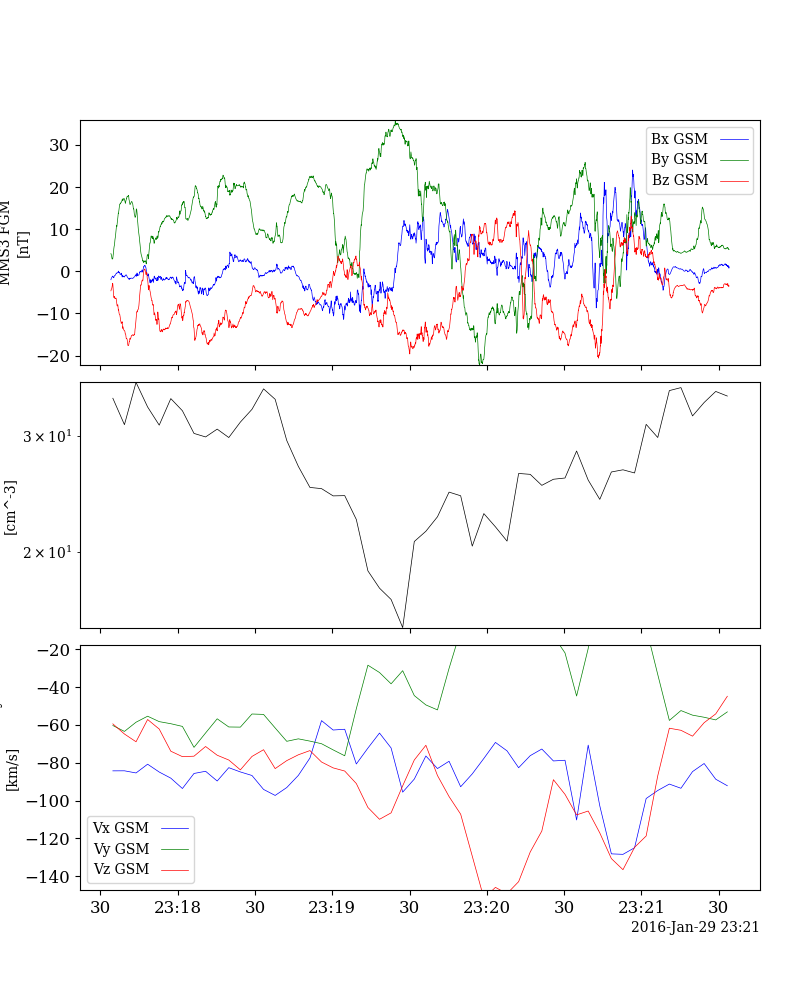 30
20
10
0
−10
−20
MMS3 FGM
[nT]
Bx GSM
By GSM
Bz GSM
3 × 10¹
2 × 10¹
[cm^-3]
−20
−40
−60
−80
−100
−120
−140
[km/s]
Vx GSM
Vy GSM
Vz GSM
30 23:18 30 23:19 30 23:20 30 23:21 30
2016-Jan-29 23:21